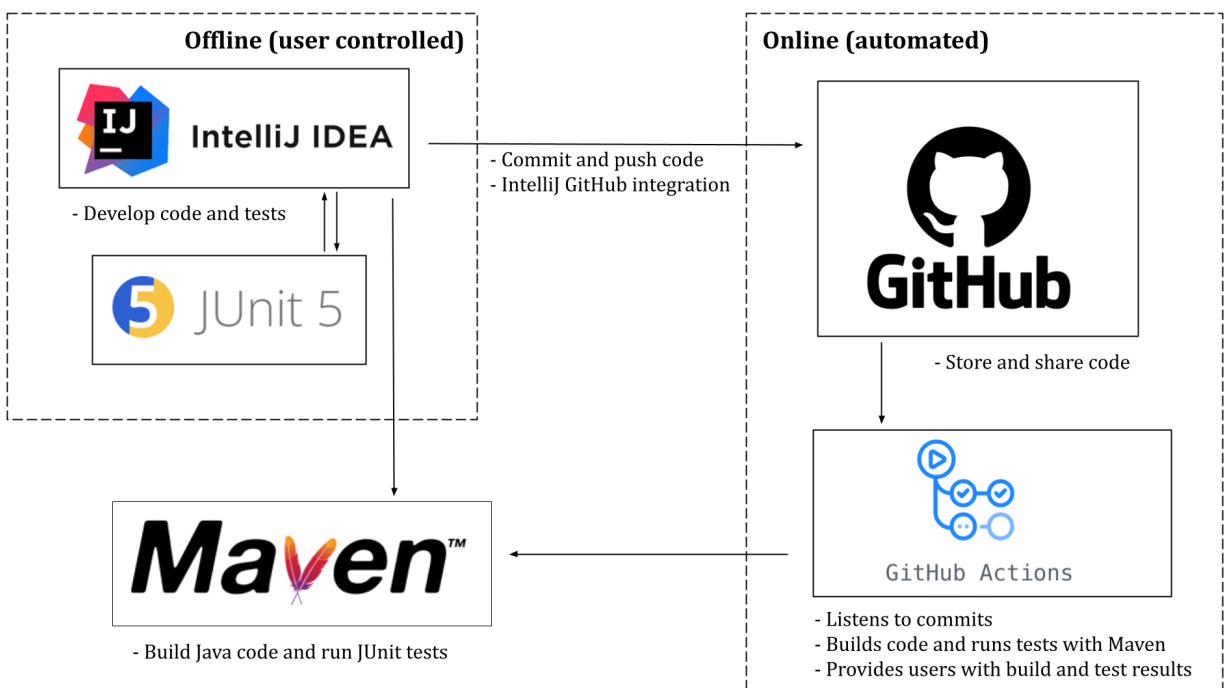 Offline (user controlled)
IJ
IntelliJ IDEA
- Develop code and tests
5 JUnit 5
- Commit and push code
- IntelliJ GitHub integration
Online (automated)
GitHub
- Store and share code
GitHub Actions
- Listens to commits
- Builds code and runs tests with Maven
- Provides users with build and test results
Maven™
- Build Java code and run JUnit tests